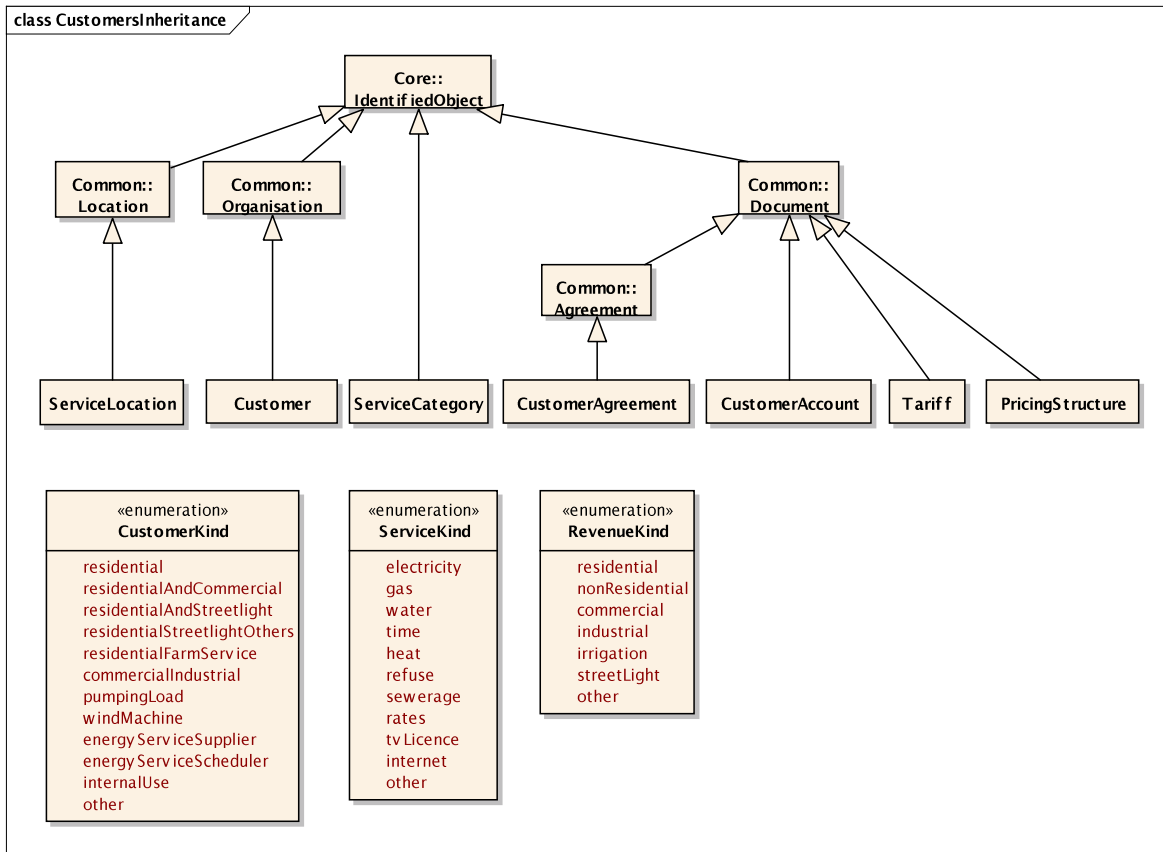 class CustomersInheritance
Core::
IdentifiedObject
Common::
Location
Common::
Organisation
Common::
Document
Common::
Agreement
ServiceLocation
Customer
ServiceCategory
CustomerAgreement
CustomerAccount
Tariff
PricingStructure
«enumeration»
CustomerKind
residential
residentialAndCommercial
residentialAndStreetlight
residentialStreetlightOthers
residentialFarmService
commercialIndustrial
pumpingLoad
windMachine
energyServiceSupplier
energyServiceScheduler
internalUse
other
«enumeration»
ServiceKind
electricity
gas
water
time
heat
refuse
sewerage
rates
tvLicence
internet
other
«enumeration»
RevenueKind
residential
nonResidential
commercial
industrial
irrigation
streetLight
other